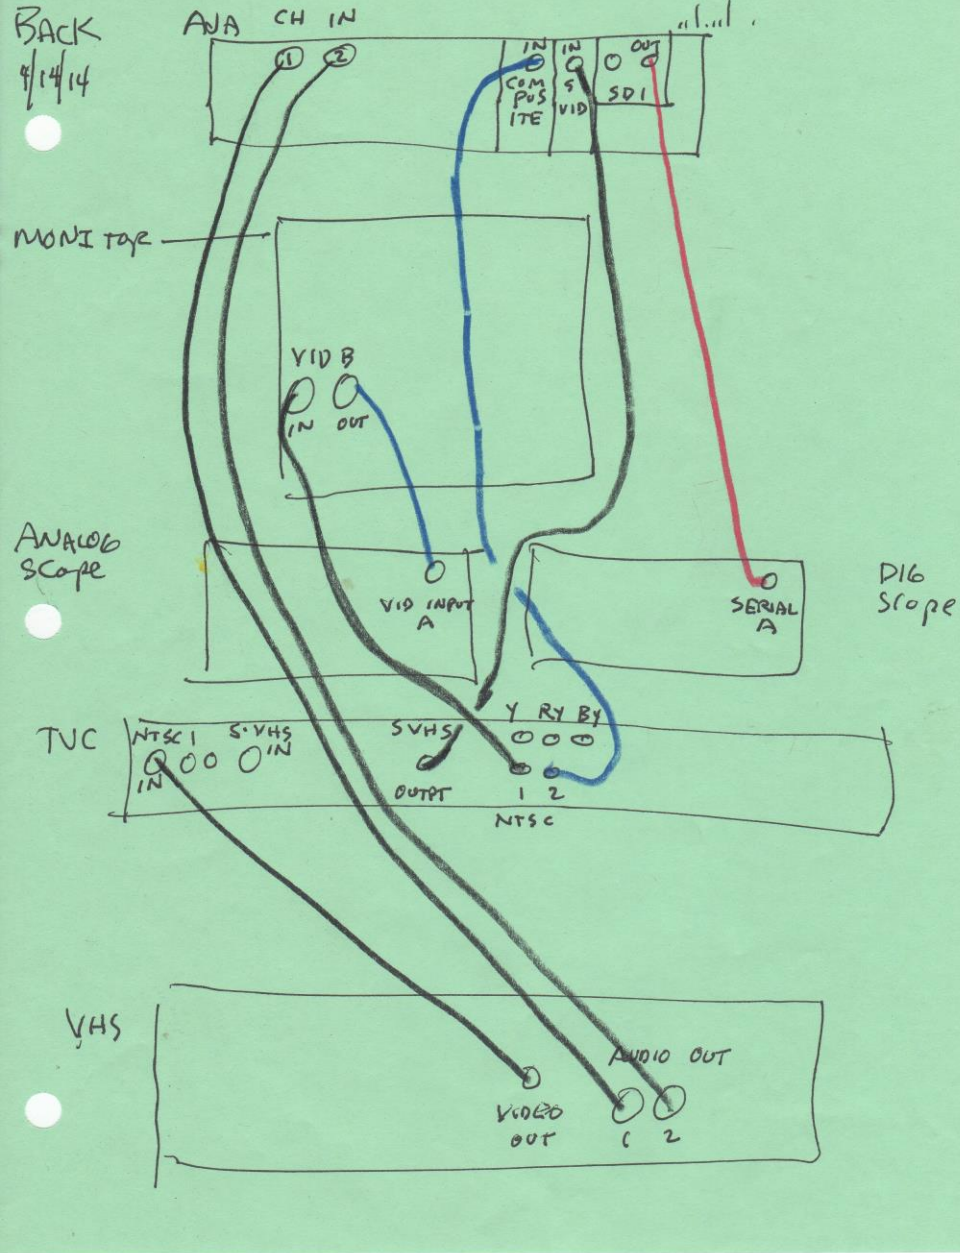 BACK
4/14/14
AJA CH IN
1 2
IN
COM
POS
ITE
IN
S
VID
OUT
SDI
MONITOR
VID B
IN OUT
ANALOG
SCOPE
VID INPUT
A
SERIAL
A
DIG
SCOPE
TVC
NTSC 1
IN
S-VHS
IN
SVHS
OUTPT
Y RY BY
1 2
NTSC
VHS
VIDEO
OUT
AUDIO OUT
1 2